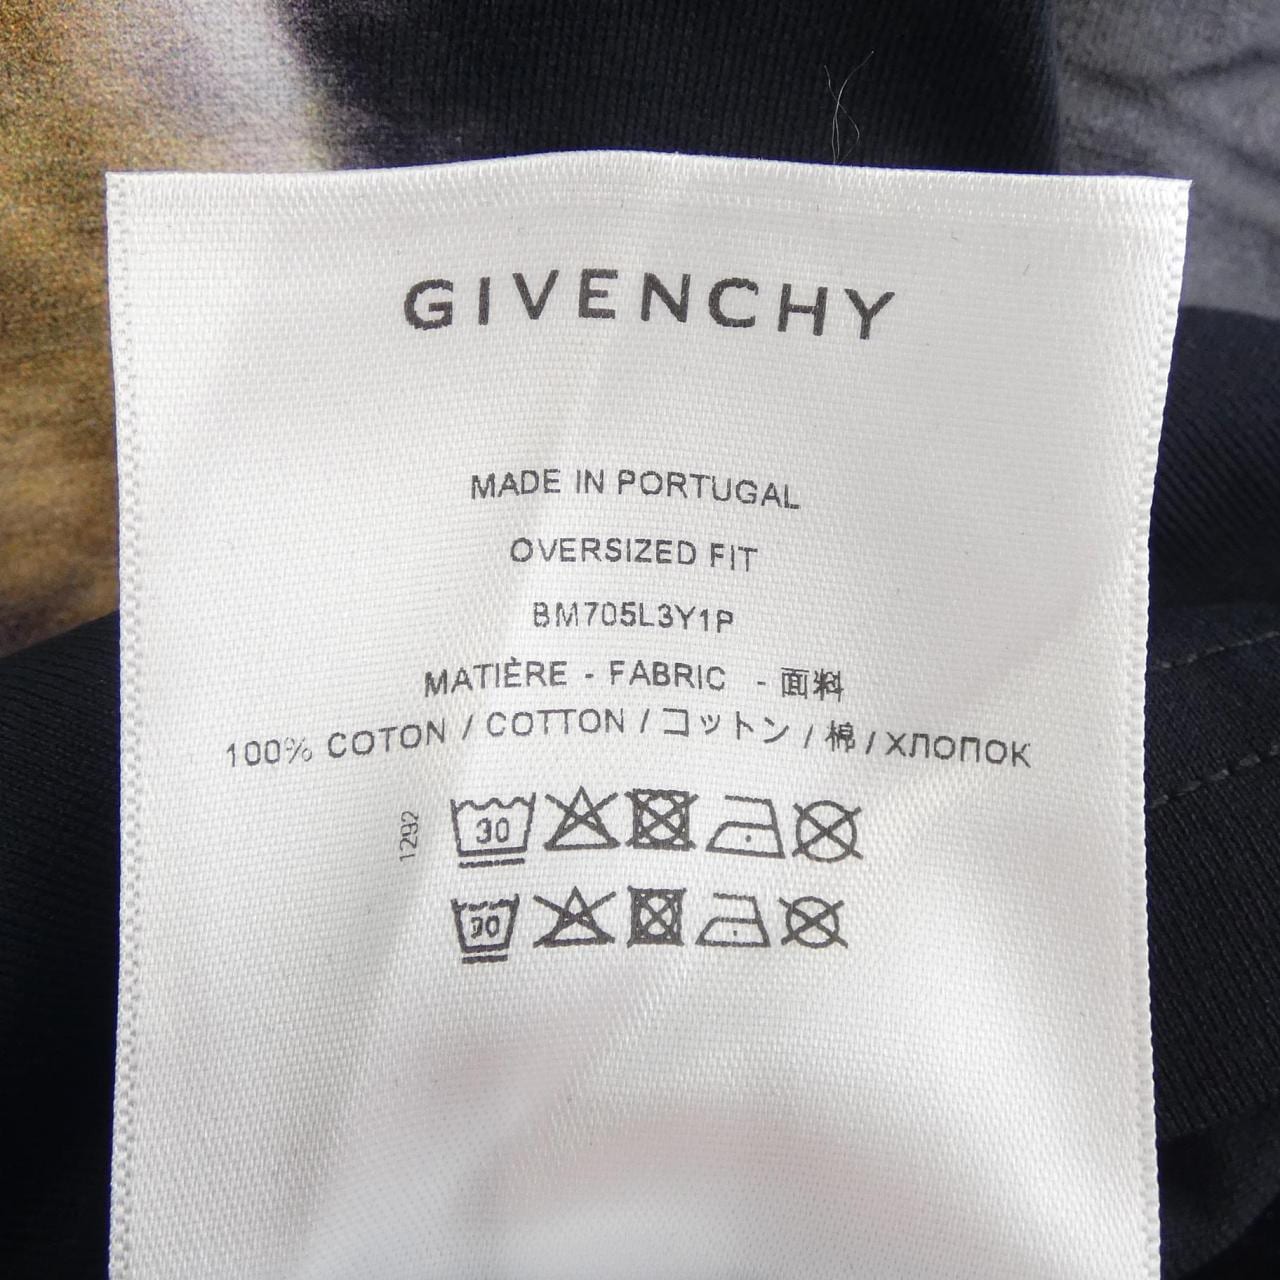 GIVENCHY
MADE IN PORTUGAL
OVERSIZED FIT
BM705L3Y1P
MATIÈRE - FABRIC - 面料
100% COTON / COTTON / コットン / 棉 / ХЛОПОК
1292
30
30